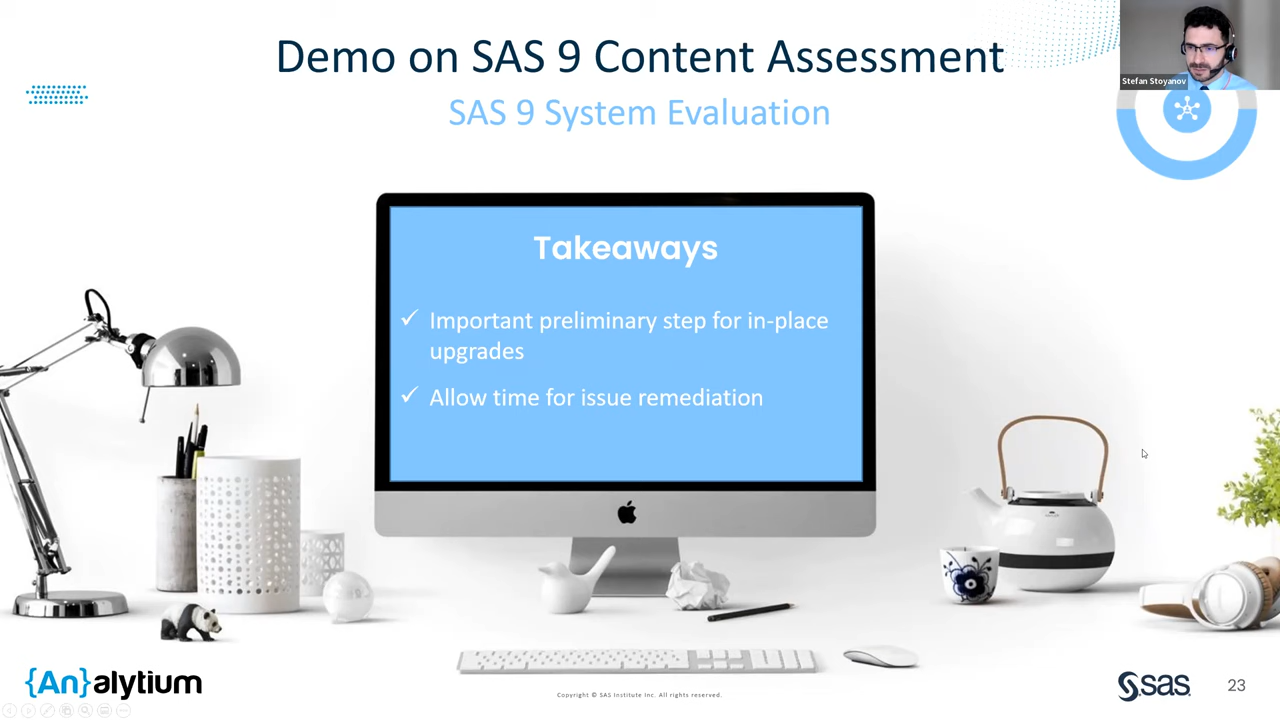 Demo on SAS 9 Content Assessment
Stefan Stoyanov
SAS 9 System Evaluation
Takeaways
✓ Important preliminary step for in-place
upgrades
✓ Allow time for issue remediation
{An}alytium
Copyright © SAS Institute Inc. All rights reserved.
sas
23